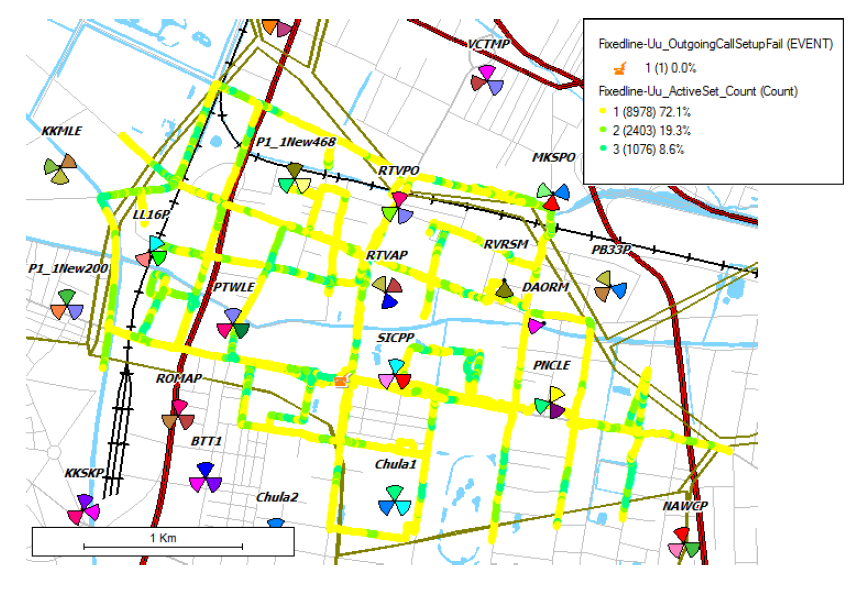 VCTMP
Fixedline-Uu_OutgoingCallSetupFail (EVENT)
1 (1) 0.0%
Fixedline-Uu_ActiveSet_Count (Count)
1 (8978) 72.1%
2 (2403) 19.3%
3 (1076) 8.6%
KKMLE
P1_1New468
RTVPO
MKSPO
LL16P
RVRSM
PB33P
RTVAP
P1_1New200
PTWLE
DAORM
SICPP
PNCLE
ROMAP
BTT1
Chula1
KKSKP
Chula2
NAWCP
1 Km